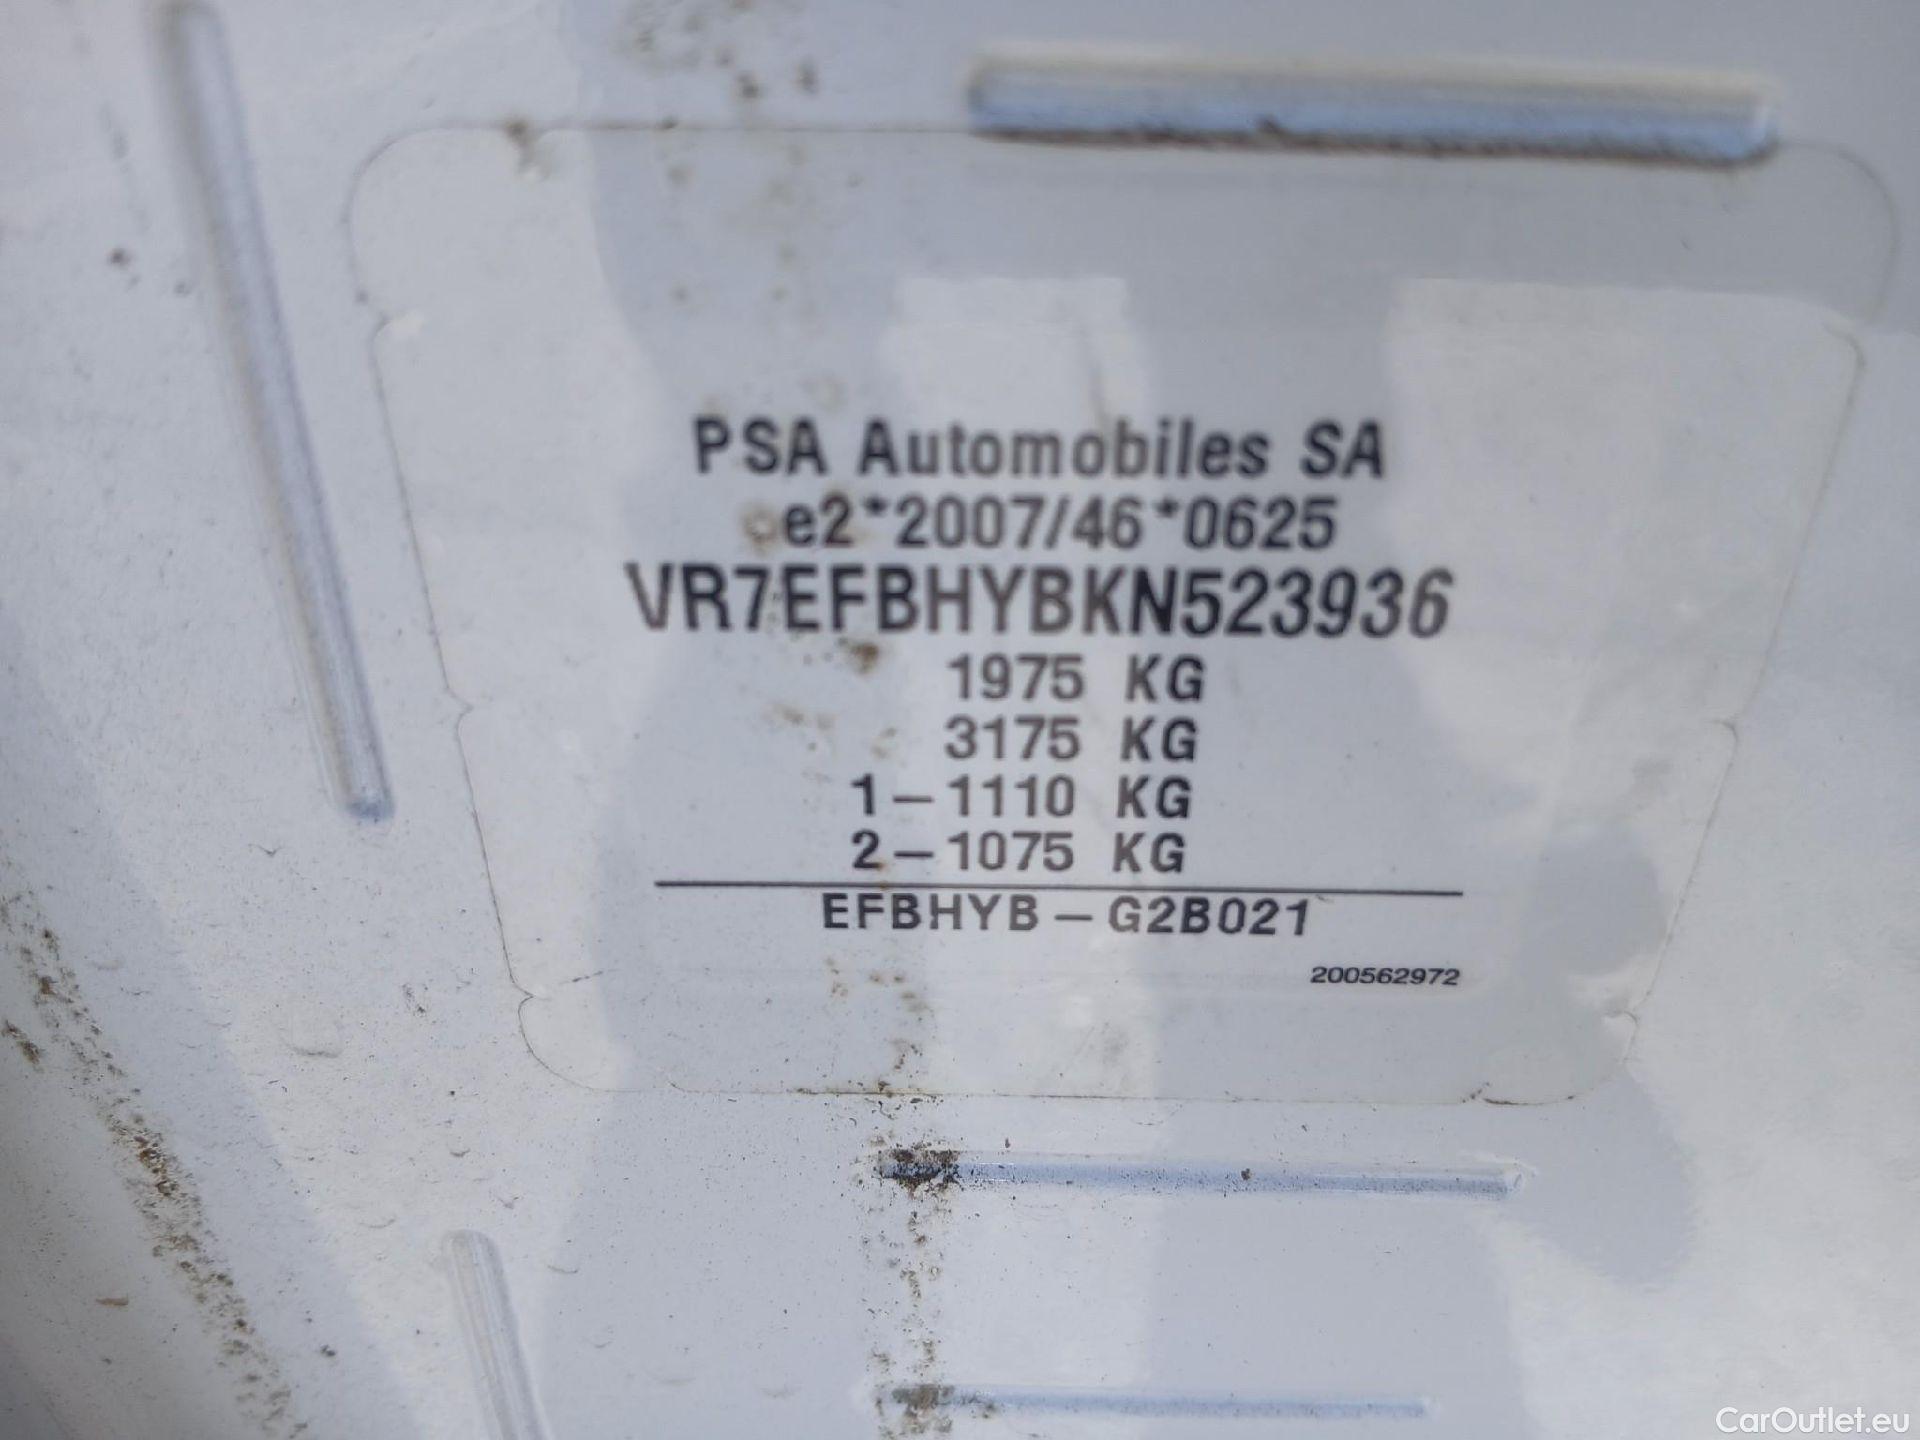 PSA Automobiles SA
e2*2007/46*0625
VR7EFBHYBKN523936
1975 KG
3175 KG
1-1110 KG
2-1075 KG
EFBHYB-G2B021
200562972
CarOutlet.eu